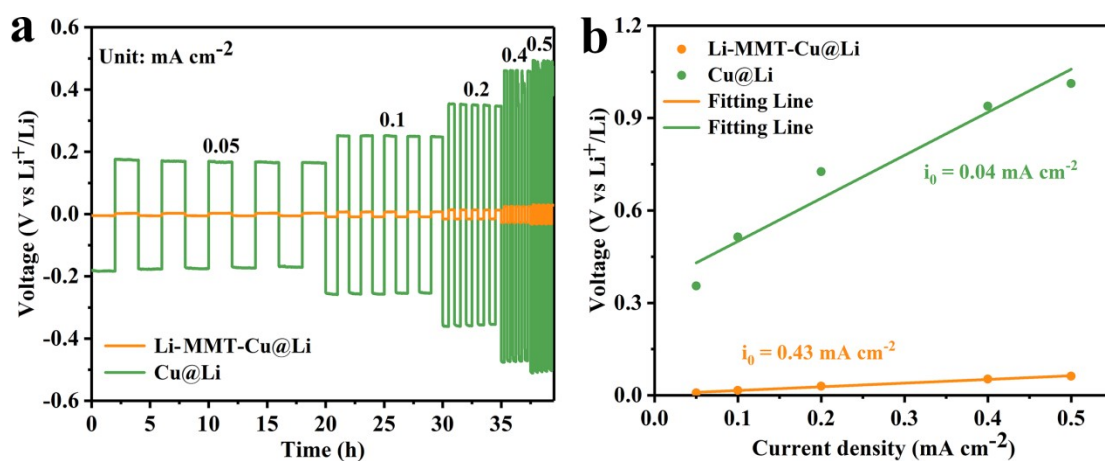 a
Unit: mA cm⁻²
0.05
0.1
0.2
0.4
0.5
Li-MMT-Cu@Li
Cu@Li
0.6
0.4
0.2
0.0
-0.2
-0.4
-0.6
Voltage (V vs Li⁺/Li)
0 5 10 15 20 25 30 35
Time (h)
b
Li-MMT-Cu@Li
Cu@Li
Fitting Line
Fitting Line
i₀ = 0.04 mA cm⁻²
i₀ = 0.43 mA cm⁻²
1.2
0.9
0.6
0.3
0.0
Voltage (V vs Li⁺/Li)
0.0 0.1 0.2 0.3 0.4 0.5
Current density (mA cm⁻²)